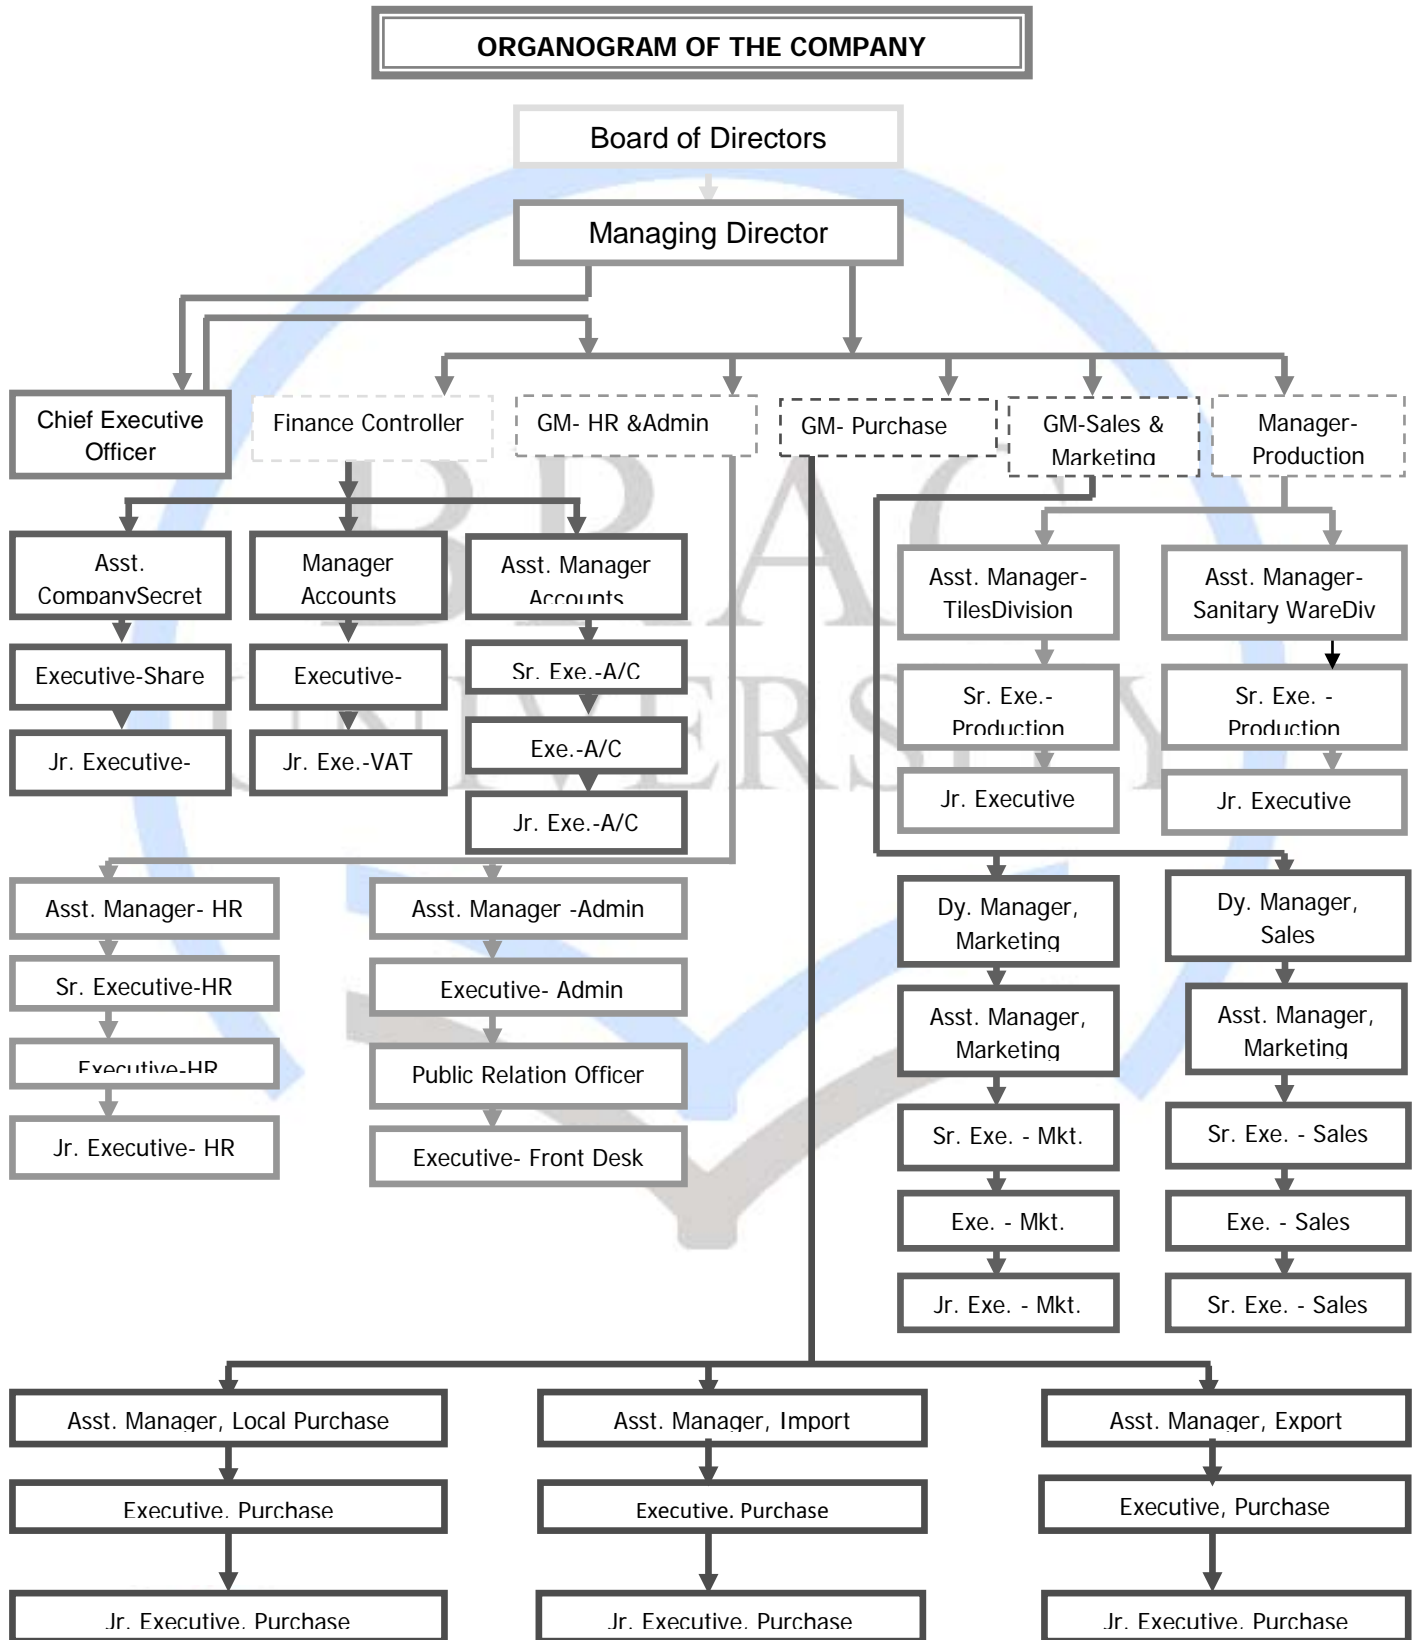 ORGANOGRAM OF THE COMPANY
Board of Directors
Managing Director
Chief Executive
Officer
Finance Controller
GM- HR &Admin
GM- Purchase
GM-Sales &
Marketing
Manager-
Production
Asst.
CompanySecret
Manager
Accounts
Asst. Manager
Accounts
Asst. Manager-
TilesDivision
Asst. Manager-
Sanitary WareDiv
Executive-Share
Executive-
Sr. Exe.-A/C
Sr. Exe.-
Production
Sr. Exe. -
Production
Jr. Executive-
Jr. Exe.-VAT
Exe.-A/C
Jr. Exe.-A/C
Jr. Executive
Jr. Executive
Asst. Manager- HR
Asst. Manager -Admin
Dy. Manager,
Marketing
Dy. Manager,
Sales
Sr. Executive-HR
Executive- Admin
Asst. Manager,
Marketing
Asst. Manager,
Marketing
Executive-HR
Public Relation Officer
Jr. Executive- HR
Executive- Front Desk
Sr. Exe. - Mkt.
Sr. Exe. - Sales
Exe. - Mkt.
Exe. - Sales
Jr. Exe. - Mkt.
Sr. Exe. - Sales
Asst. Manager, Local Purchase
Asst. Manager, Import
Asst. Manager, Export
Executive. Purchase
Executive. Purchase
Executive, Purchase
Jr. Executive. Purchase
Jr. Executive. Purchase
Jr. Executive. Purchase
BRAC
UNIVERSITY